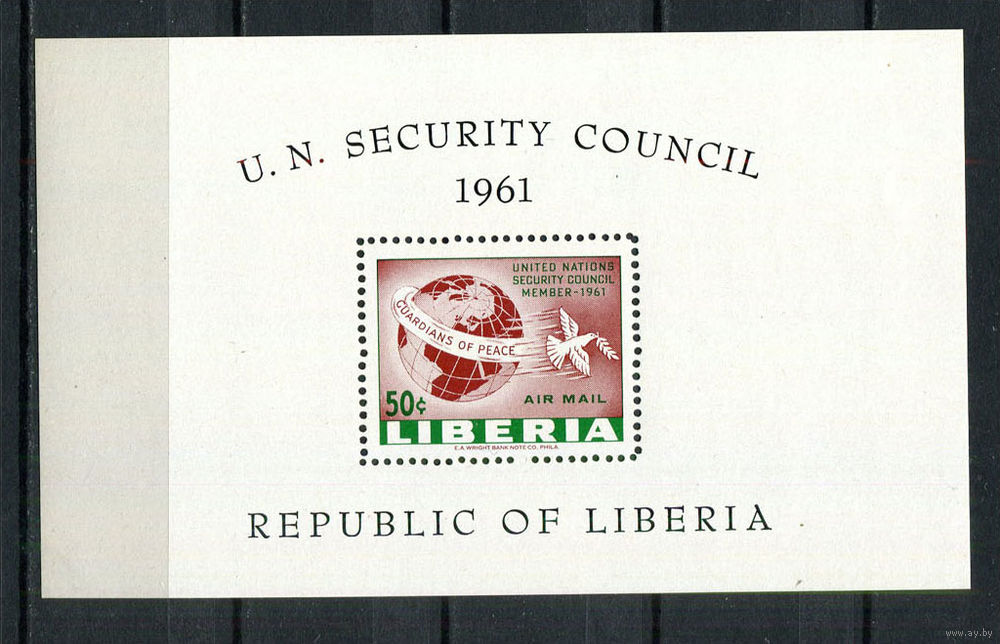 U. N. SECURITY COUNCIL
1961
UNITED NATIONS
SECURITY COUNCIL
MEMBER-1961
GUARDIANS OF PEACE
50¢
AIR MAIL
LIBERIA
E.A. WRIGHT BANK NOTE CO. PHILA.
REPUBLIC OF LIBERIA
www.ay.by